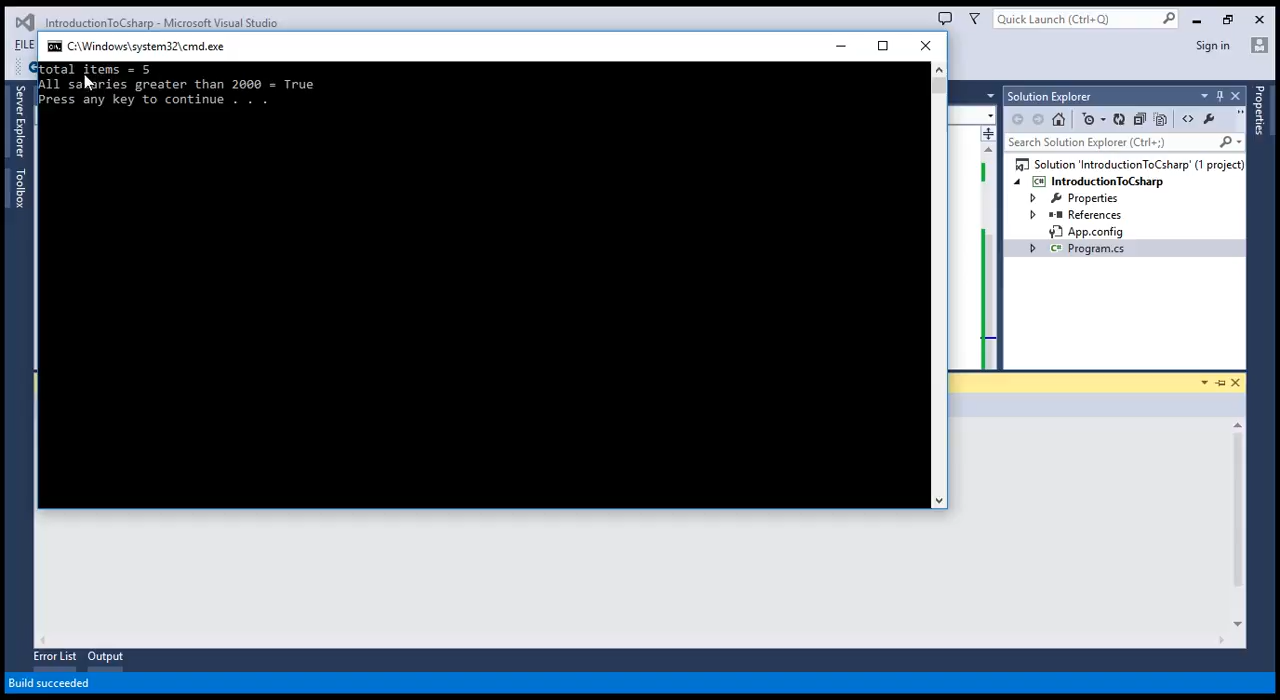 IntroductionToCsharp - Microsoft Visual Studio
Quick Launch (Ctrl+Q)
FILE
Sign in
C:\Windows\system32\cmd.exe
total items = 5
All salaries greater than 2000 = True
Press any key to continue . . .
Server Explorer
Toolbox
Solution Explorer
Search Solution Explorer (Ctrl+;)
Solution 'IntroductionToCsharp' (1 project)
IntroductionToCsharp
Properties
References
App.config
Program.cs
Properties
Error List
Output
Build succeeded